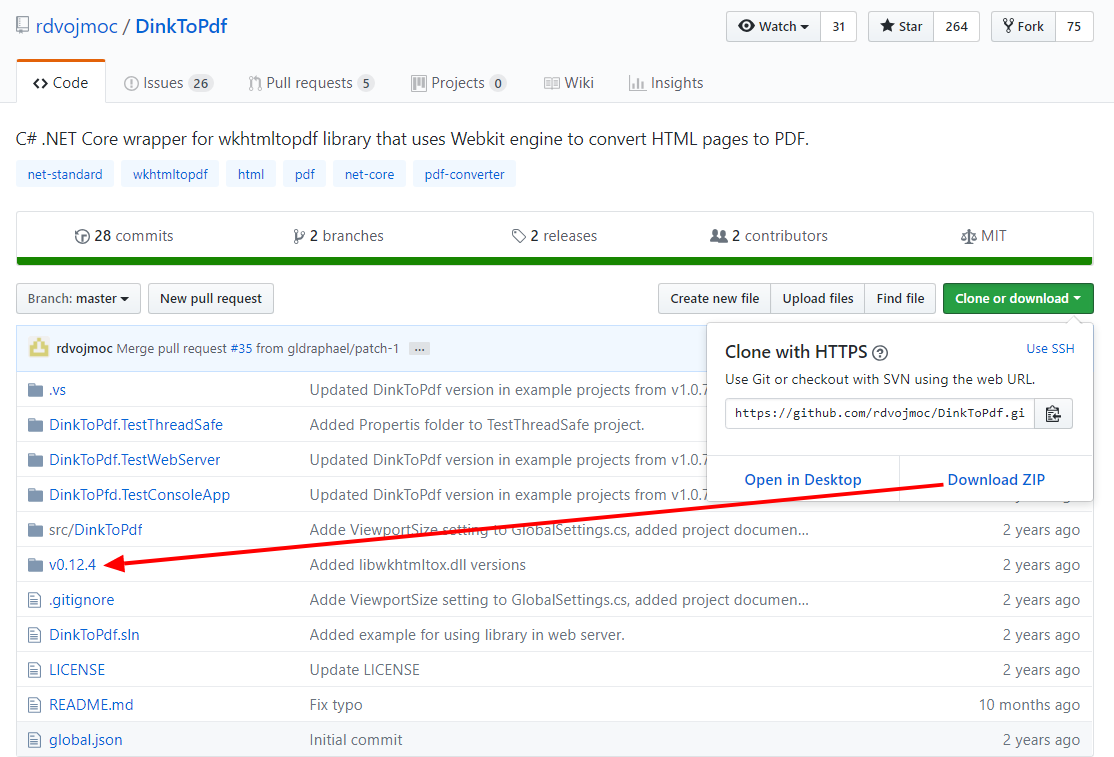 rdvojmoc / DinkToPdf
Watch 31 Star 264 Fork 75
Code Issues 26 Pull requests 5 Projects 0 Wiki Insights
C# .NET Core wrapper for wkhtmltopdf library that uses Webkit engine to convert HTML pages to PDF.
net-standard wkhtmltopdf html pdf net-core pdf-converter
28 commits 2 branches 2 releases 2 contributors MIT
Branch: master New pull request Create new file Upload files Find file Clone or download
rdvojmoc Merge pull request #35 from gldraphael/patch-1 ...
Clone with HTTPS ? Use SSH
Use Git or checkout with SVN using the web URL.
https://github.com/rdvojmoc/DinkToPdf.gi
Open in Desktop Download ZIP
.vs Updated DinkToPdf version in example projects from v1.0.7
DinkToPdf.TestThreadSafe Added Propertis folder to TestThreadSafe project.
DinkToPdf.TestWebServer Updated DinkToPdf version in example projects from v1.0.7
DinkToPfd.TestConsoleApp Updated DinkToPdf version in example projects from v1.0.7
src/DinkToPdf Adde ViewportSize setting to GlobalSettings.cs, added project documen... 2 years ago
v0.12.4 Added libwkhtmltox.dll versions 2 years ago
.gitignore Adde ViewportSize setting to GlobalSettings.cs, added project documen... 2 years ago
DinkToPdf.sln Added example for using library in web server. 2 years ago
LICENSE Update LICENSE 2 years ago
README.md Fix typo 10 months ago
global.json Initial commit 2 years ago